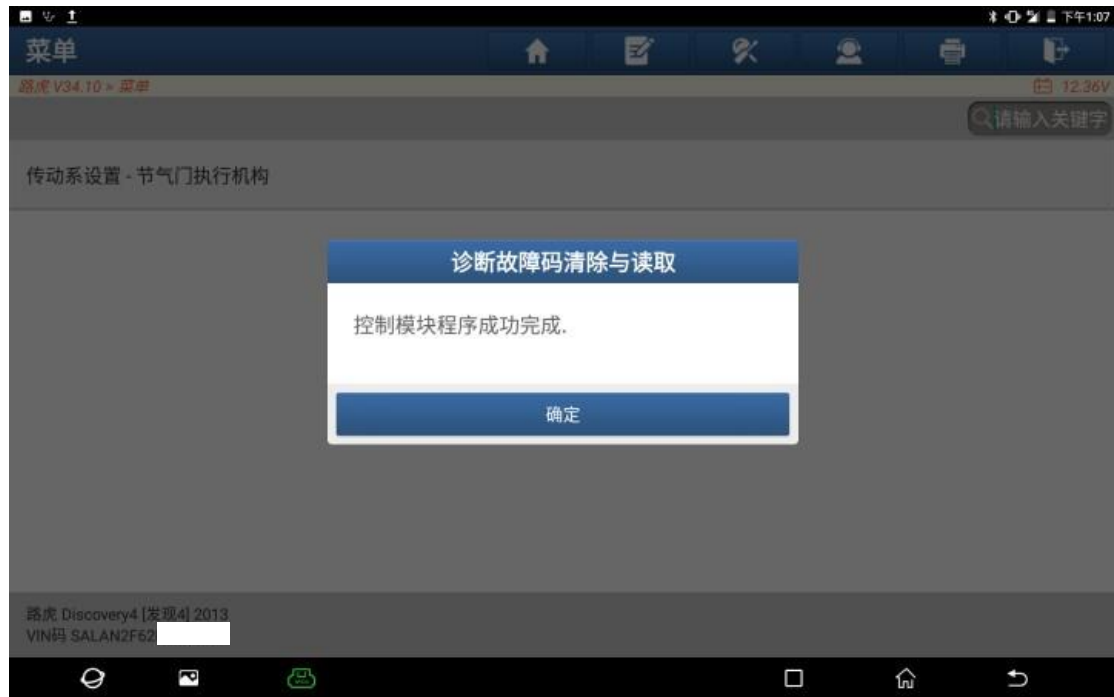 下午1:07
菜单
路虎 V34.10 > 菜单
12.36V
请输入关键字
传动系设置 - 节气门执行机构
诊断故障码清除与读取
控制模块程序成功完成.
确定
路虎 Discovery4 [发现4] 2013
VIN码 SALAN2F62